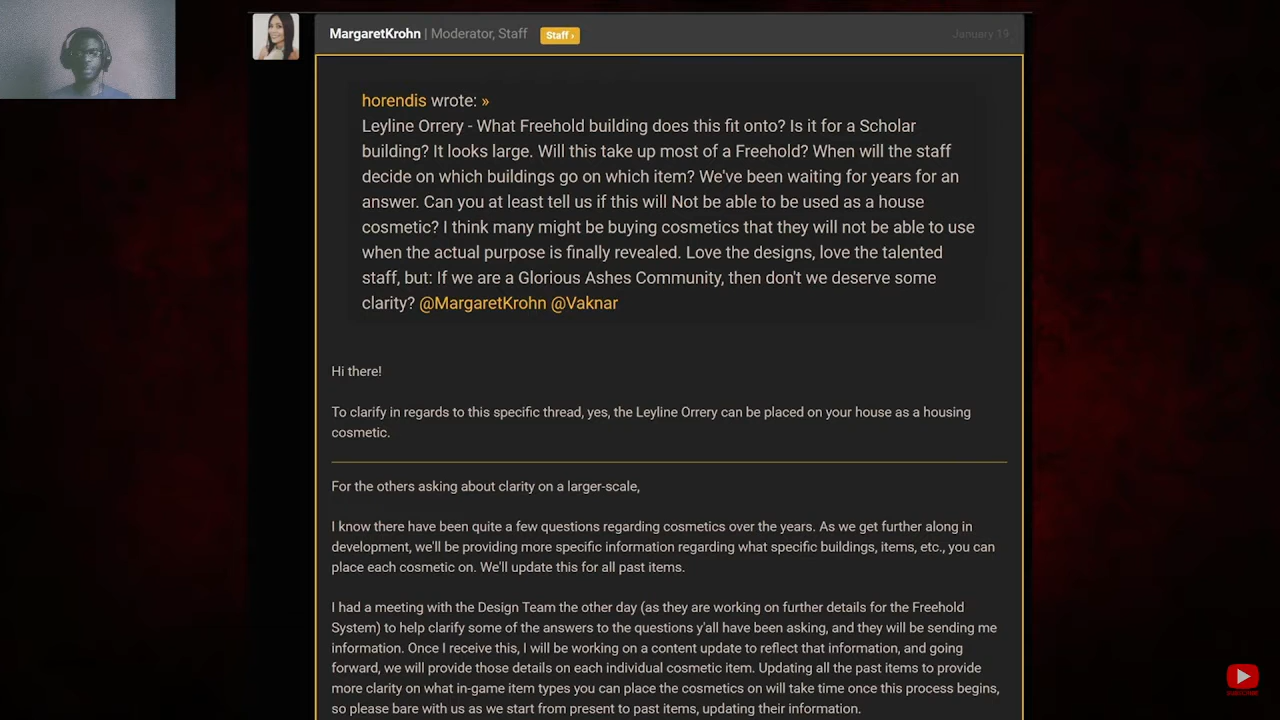 MargaretKrohn | Moderator, Staff Staff ›
January 19
horendis wrote: »
Leyline Orrery - What Freehold building does this fit onto? Is it for a Scholar
building? It looks large. Will this take up most of a Freehold? When will the staff
decide on which buildings go on which item? We've been waiting for years for an
answer. Can you at least tell us if this will Not be able to be used as a house
cosmetic? I think many might be buying cosmetics that they will not be able to use
when the actual purpose is finally revealed. Love the designs, love the talented
staff, but: If we are a Glorious Ashes Community, then don't we deserve some
clarity? @MargaretKrohn @Vaknar
Hi there!
To clarify in regards to this specific thread, yes, the Leyline Orrery can be placed on your house as a housing
cosmetic.
For the others asking about clarity on a larger-scale,
I know there have been quite a few questions regarding cosmetics over the years. As we get further along in
development, we'll be providing more specific information regarding what specific buildings, items, etc., you can
place each cosmetic on. We'll update this for all past items.
I had a meeting with the Design Team the other day (as they are working on further details for the Freehold
System) to help clarify some of the answers to the questions y'all have been asking, and they will be sending me
information. Once I receive this, I will be working on a content update to reflect that information, and going
forward, we will provide those details on each individual cosmetic item. Updating all the past items to provide
more clarity on what in-game item types you can place the cosmetics on will take time once this process begins,
so please bare with us as we start from present to past items, updating their information.
SUBSCRIBE